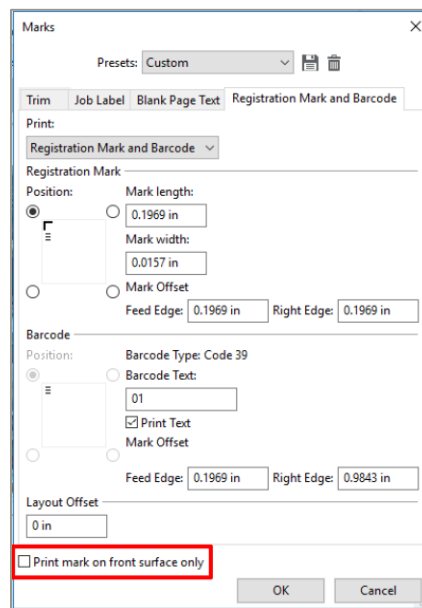 Marks
Presets: Custom
Trim Job Label Blank Page Text Registration Mark and Barcode
Print:
Registration Mark and Barcode
Registration Mark
Position: Mark length:
0.1969 in
Mark width:
0.0157 in
Mark Offset
Feed Edge: 0.1969 in Right Edge: 0.1969 in
Barcode
Position: Barcode Type: Code 39
Barcode Text:
01
Print Text
Mark Offset
Feed Edge: 0.1969 in Right Edge: 0.9843 in
Layout Offset
0 in
Print mark on front surface only
OK Cancel